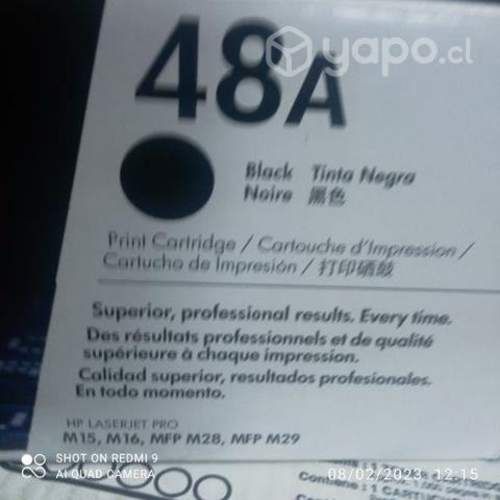 yapo.cl
48A
Black Tinta Negra
Noire 黑色
Print Cartridge / Cartouche d'Impression /
Cartucho de Impresión / 打印硒鼓
Superior, professional results. Every time.
Des résultats professionnels et de qualité
supérieure à chaque impression.
Calidad superior, resultados profesionales.
En todo momento.
HP LASERJET PRO
M15, M16, MFP M28, MFP M29
SHOT ON REDMI 9
AI QUAD CAMERA
08/02/2023 12:15